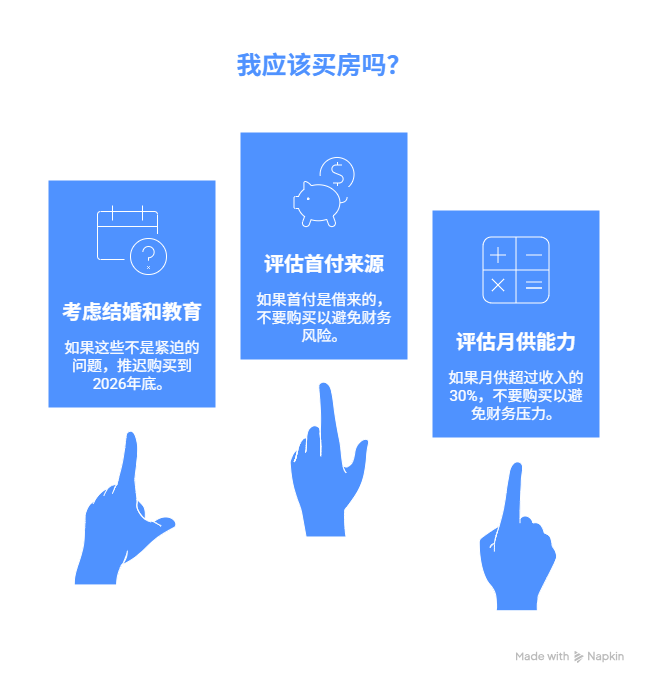 我应该买房吗?
考虑结婚和教育
如果这些不是紧迫的
问题，推迟购买到
2026年底。
评估首付来源
如果首付是借来的，
不要购买以避免财务
风险。
评估月供能力
如果月供超过收入的
30%，不要购买以避
免财务压力。
Made with Napkin